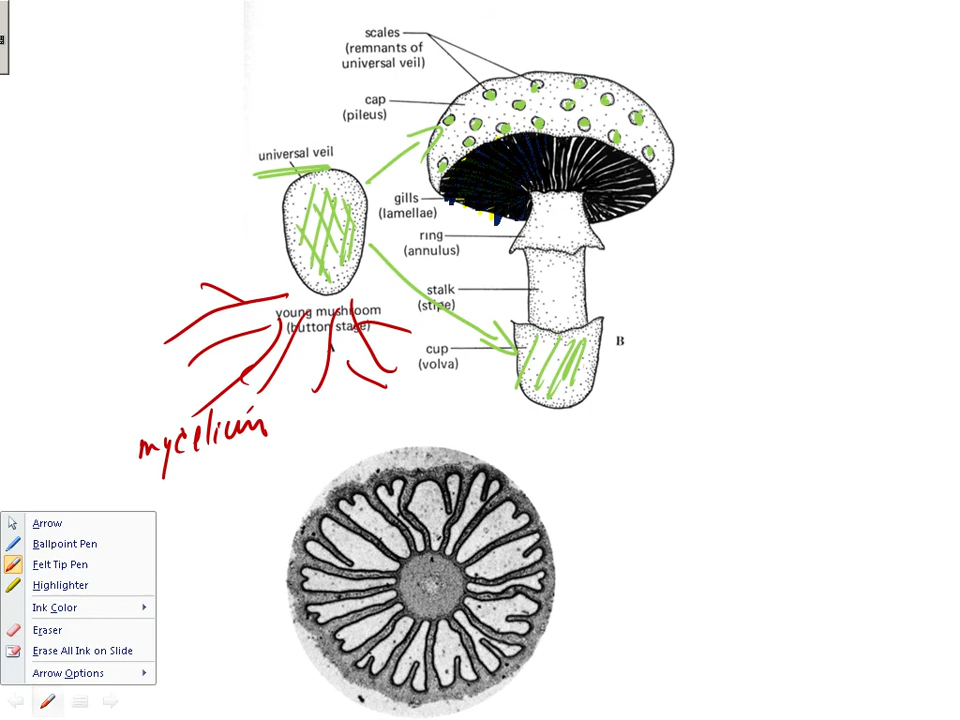 scales
(remnants of
universal veil)
cap
(pileus)
universal veil
gills
(lamellae)
ring
(annulus)
stalk
(stipe)
young mushroom
(button stage)
A
B
cup
(volva)
mycelium
Arrow
Ballpoint Pen
Felt Tip Pen
Highlighter
Ink Color
Eraser
Erase All Ink on Slide
Arrow Options